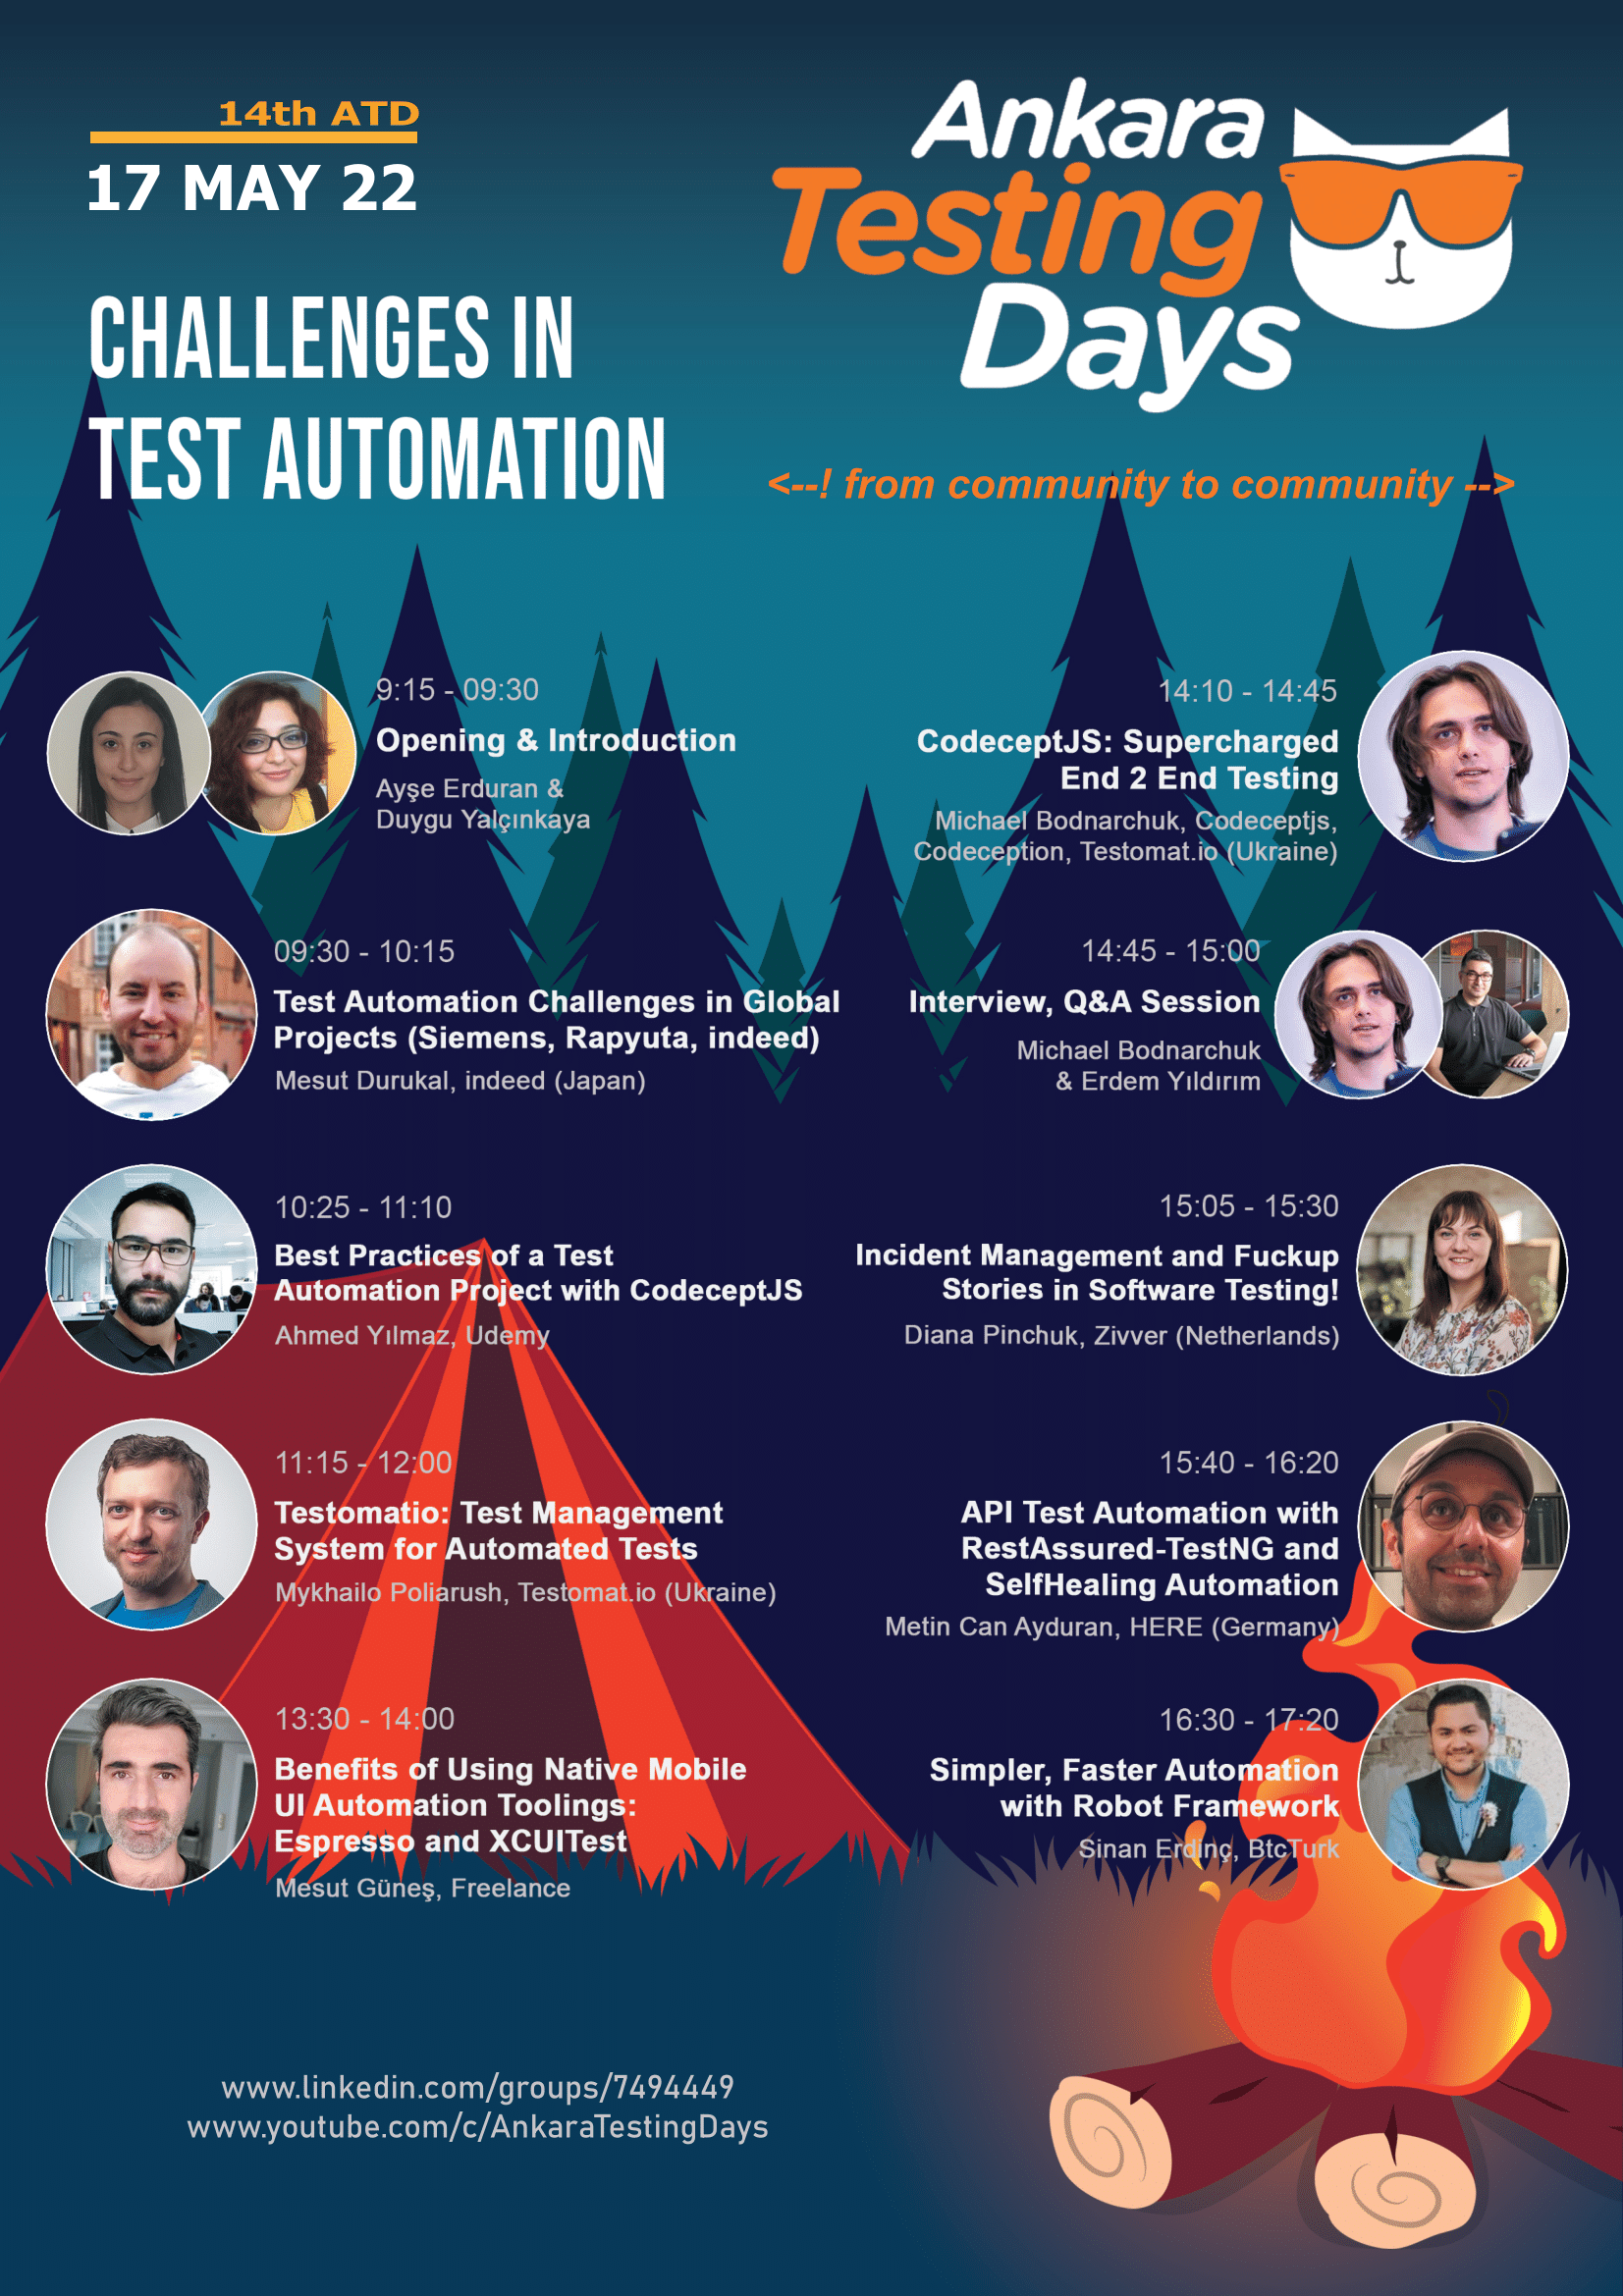 14th ATD
17 MAY 22
CHALLENGES IN
TEST AUTOMATION
Ankara
Testing
Days
<--! from community to community -->
9:15 - 09:30
Opening & Introduction
Ayşe Erduran &
Duygu Yalçınkaya
09:30 - 10:15
Test Automation Challenges in Global
Projects (Siemens, Rapyuta, indeed)
Mesut Durukal, indeed (Japan)
10:25 - 11:10
Best Practices of a Test
Automation Project with CodeceptJS
Ahmed Yılmaz, Udemy
11:15 - 12:00
Testomatio: Test Management
System for Automated Tests
Mykhailo Poliarush, Testomat.io (Ukraine)
13:30 - 14:00
Benefits of Using Native Mobile
UI Automation Toolings:
Espresso and XCUITest
Mesut Güneş, Freelance
14:10 - 14:45
CodeceptJS: Supercharged
End 2 End Testing
Michael Bodnarchuk, Codeceptjs,
Codeception, Testomat.io (Ukraine)
14:45 - 15:00
Interview, Q&A Session
Michael Bodnarchuk
& Erdem Yıldırım
15:05 - 15:30
Incident Management and Fuckup
Stories in Software Testing!
Diana Pinchuk, Zivver (Netherlands)
15:40 - 16:20
API Test Automation with
RestAssured-TestNG and
SelfHealing Automation
Metin Can Ayduran, HERE (Germany)
16:30 - 17:20
Simpler, Faster Automation
with Robot Framework
Sinan Erdinç, BtcTurk
www.linkedin.com/groups/7494449
www.youtube.com/c/AnkaraTestingDays